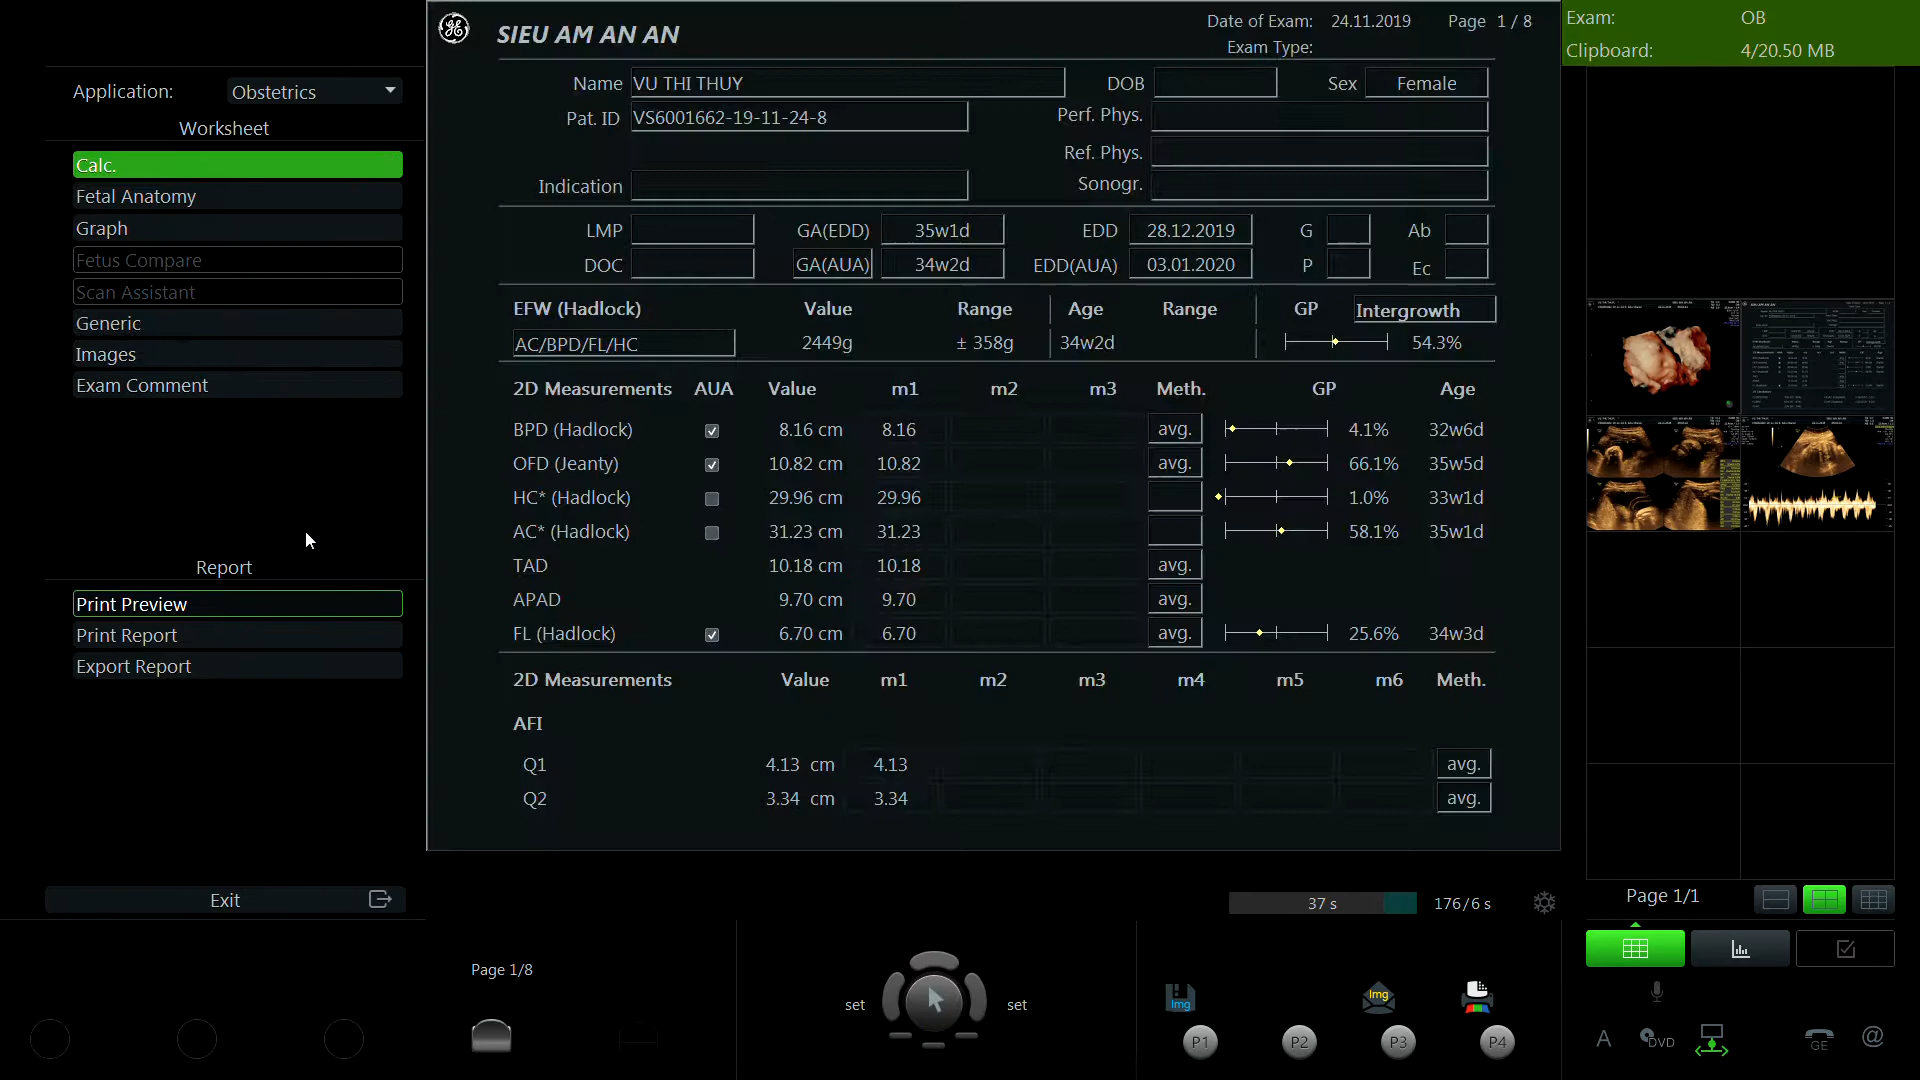 Application: Obstetrics
Worksheet
Calc.
Fetal Anatomy
Graph
Fetus Compare
Scan Assistant
Generic
Images
Exam Comment
Report
Print Preview
Print Report
Export Report
Exit
SIEU AM AN AN
Date of Exam: 24.11.2019 Page 1 / 8
Exam Type:
Name VU THI THUY DOB Sex Female
Pat. ID VS6001662-19-11-24-8 Perf. Phys.
Ref. Phys.
Indication Sonogr.
LMP GA(EDD) 35w1d EDD 28.12.2019 G Ab
DOC GA(AUA) 34w2d EDD(AUA) 03.01.2020 P Ec
EFW (Hadlock) Value Range Age Range GP Intergrowth
AC/BPD/FL/HC 2449g ± 358g 34w2d 54.3%
2D Measurements AUA Value m1 m2 m3 Meth. GP Age
BPD (Hadlock) 8.16 cm 8.16 avg. 4.1% 32w6d
OFD (Jeanty) 10.82 cm 10.82 avg. 66.1% 35w5d
HC* (Hadlock) 29.96 cm 29.96 1.0% 33w1d
AC* (Hadlock) 31.23 cm 31.23 58.1% 35w1d
TAD 10.18 cm 10.18 avg.
APAD 9.70 cm 9.70 avg.
FL (Hadlock) 6.70 cm 6.70 avg. 25.6% 34w3d
2D Measurements Value m1 m2 m3 m4 m5 m6 Meth.
AFI
Q1 4.13 cm 4.13 avg.
Q2 3.34 cm 3.34 avg.
37 s 176/6 s
Page 1/8
set set
Img Img
P1 P2 P3 P4
Exam: OB
Clipboard: 4/20.50 MB
Page 1/1
A DVD GE @